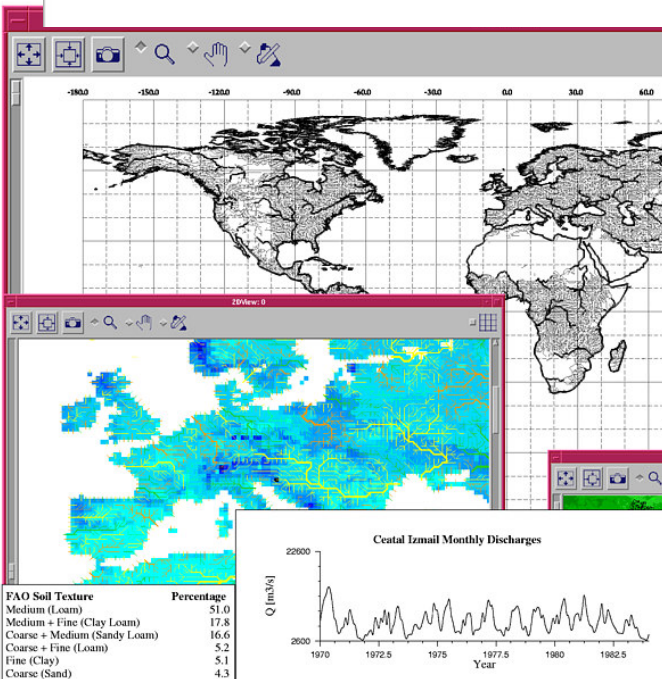 -180.0 -150.0 -120.0 -90.0 -60.0 -30.0 0.0 30.0 60.0
2DView: 0
Ceatal Izmail Monthly Discharges
22600
Q [m3/s]
2600
1970 1972.5 1975 1977.5 1980 1982.5
Year
FAO Soil Texture Percentage
Medium (Loam) 51.0
Medium + Fine (Clay Loam) 17.8
Coarse + Medium (Sandy Loam) 16.6
Coarse + Fine (Loam) 5.2
Fine (Clay) 5.1
Coarse (Sand) 4.3